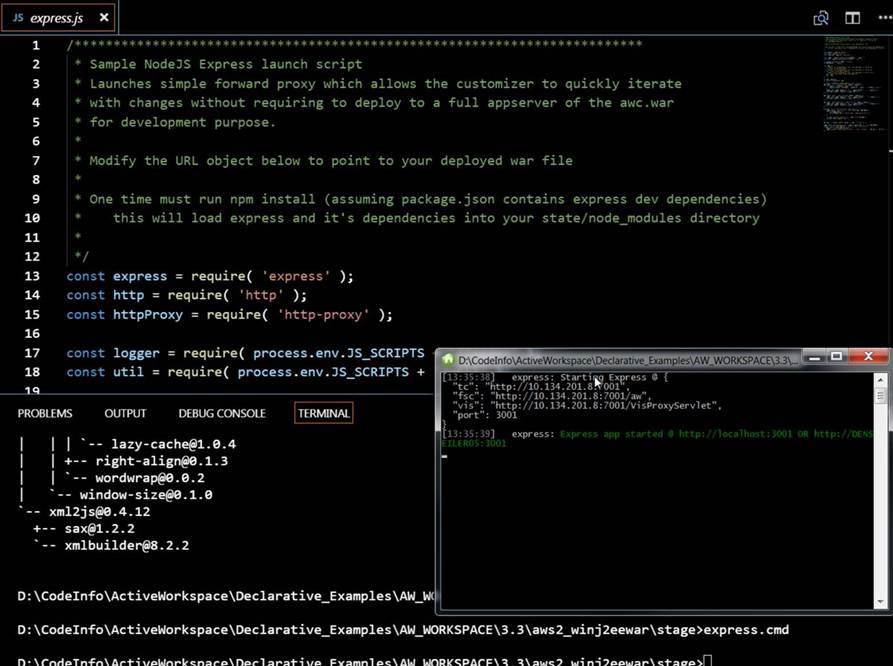 JS express.js ×
1 /*************************************************************************
2 * Sample NodeJS Express launch script
3 * Launches simple forward proxy which allows the customizer to quickly iterate
4 * with changes without requiring to deploy to a full appserver of the awc.war
5 * for development purpose.
6 *
7 * Modify the URL object below to point to your deployed war file
8 *
9 * One time must run npm install (assuming package.json contains express dev dependencies)
10 * this will load express and it's dependencies into your state/node_modules directory
11 *
12 */
13 const express = require( 'express' );
14 const http = require( 'http' );
15 const httpProxy = require( 'http-proxy' );
16
17 const logger = require( process.env.JS_SCRIPTS
18 const util = require( process.env.JS_SCRIPTS +
19
D:\CodeInfo\ActiveWorkspace\Declarative_Examples\AW_WORKSPACE\3.3\...
[13:35:38] express: Starting Express @ {
"tc": "http://10.134.201.8:7001",
"fsc": "http://10.134.201.8:7001/aw",
"vis": "http://10.134.201.8:7001/VisProxyServlet",
"port": 3001
}
[13:35:39] express: Express app started @ http://localhost:3001 OR http://DENS
EILER05:3001
PROBLEMS OUTPUT DEBUG CONSOLE TERMINAL
| | | `-- lazy-cache@1.0.4
| | +-- right-align@0.1.3
| | `-- wordwrap@0.0.2
| `-- window-size@0.1.0
`-- xml2js@0.4.12
+-- sax@1.2.2
`-- xmlbuilder@8.2.2
D:\CodeInfo\ActiveWorkspace\Declarative_Examples\AW_WO
D:\CodeInfo\ActiveWorkspace\Declarative_Examples\AW_WORKSPACE\3.3\aws2_winj2eewar\stage>express.cmd
D:\CodeInfo\ActiveWorkspace\Declarative_Examples\AW_WORKSPACE\3.3\aws2_winj2eewar\stage>